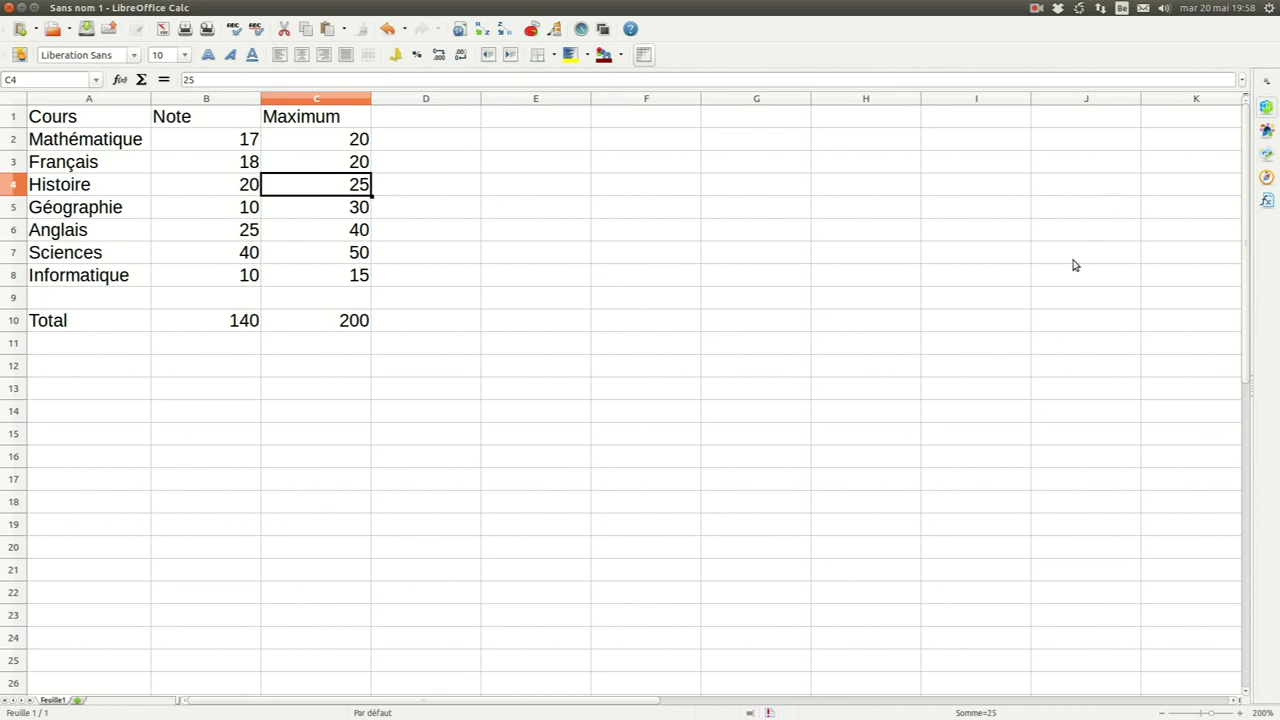 Sans nom 1 - LibreOffice Calc
Be
mar 20 mai 19:58
Liberation Sans 10
C4 25
A B C D E F G H I J K
1 Cours Note Maximum
2 Mathématique 17 20
3 Français 18 20
4 Histoire 20 25
5 Géographie 10 30
6 Anglais 25 40
7 Sciences 40 50
8 Informatique 10 15
9
10 Total 140 200
11
12
13
14
15
16
17
18
19
20
21
22
23
24
25
26
Feuille1
Feuille 1 / 1 Par défaut Somme=25 200%